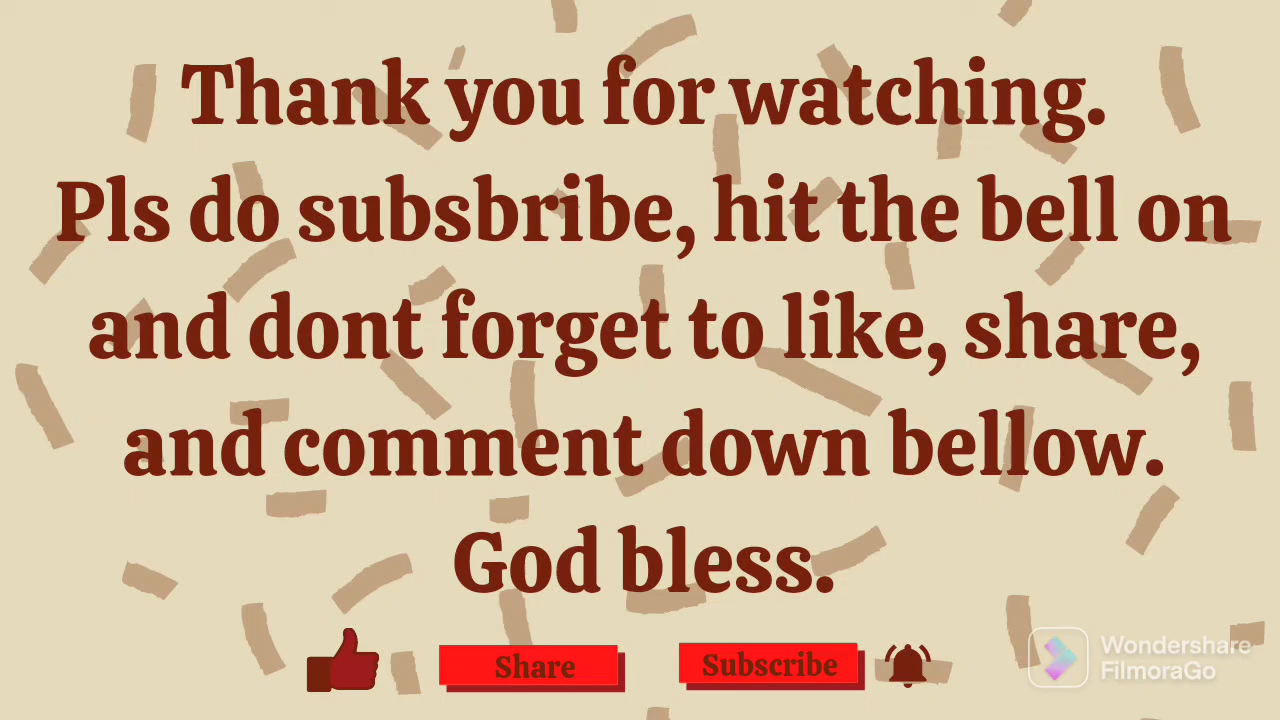 Thank you for watching.
Pls do subsbribe, hit the bell on
and dont forget to like, share,
and comment down bellow.
God bless.
Share
Subscribe
Wondershare
FilmoraGo